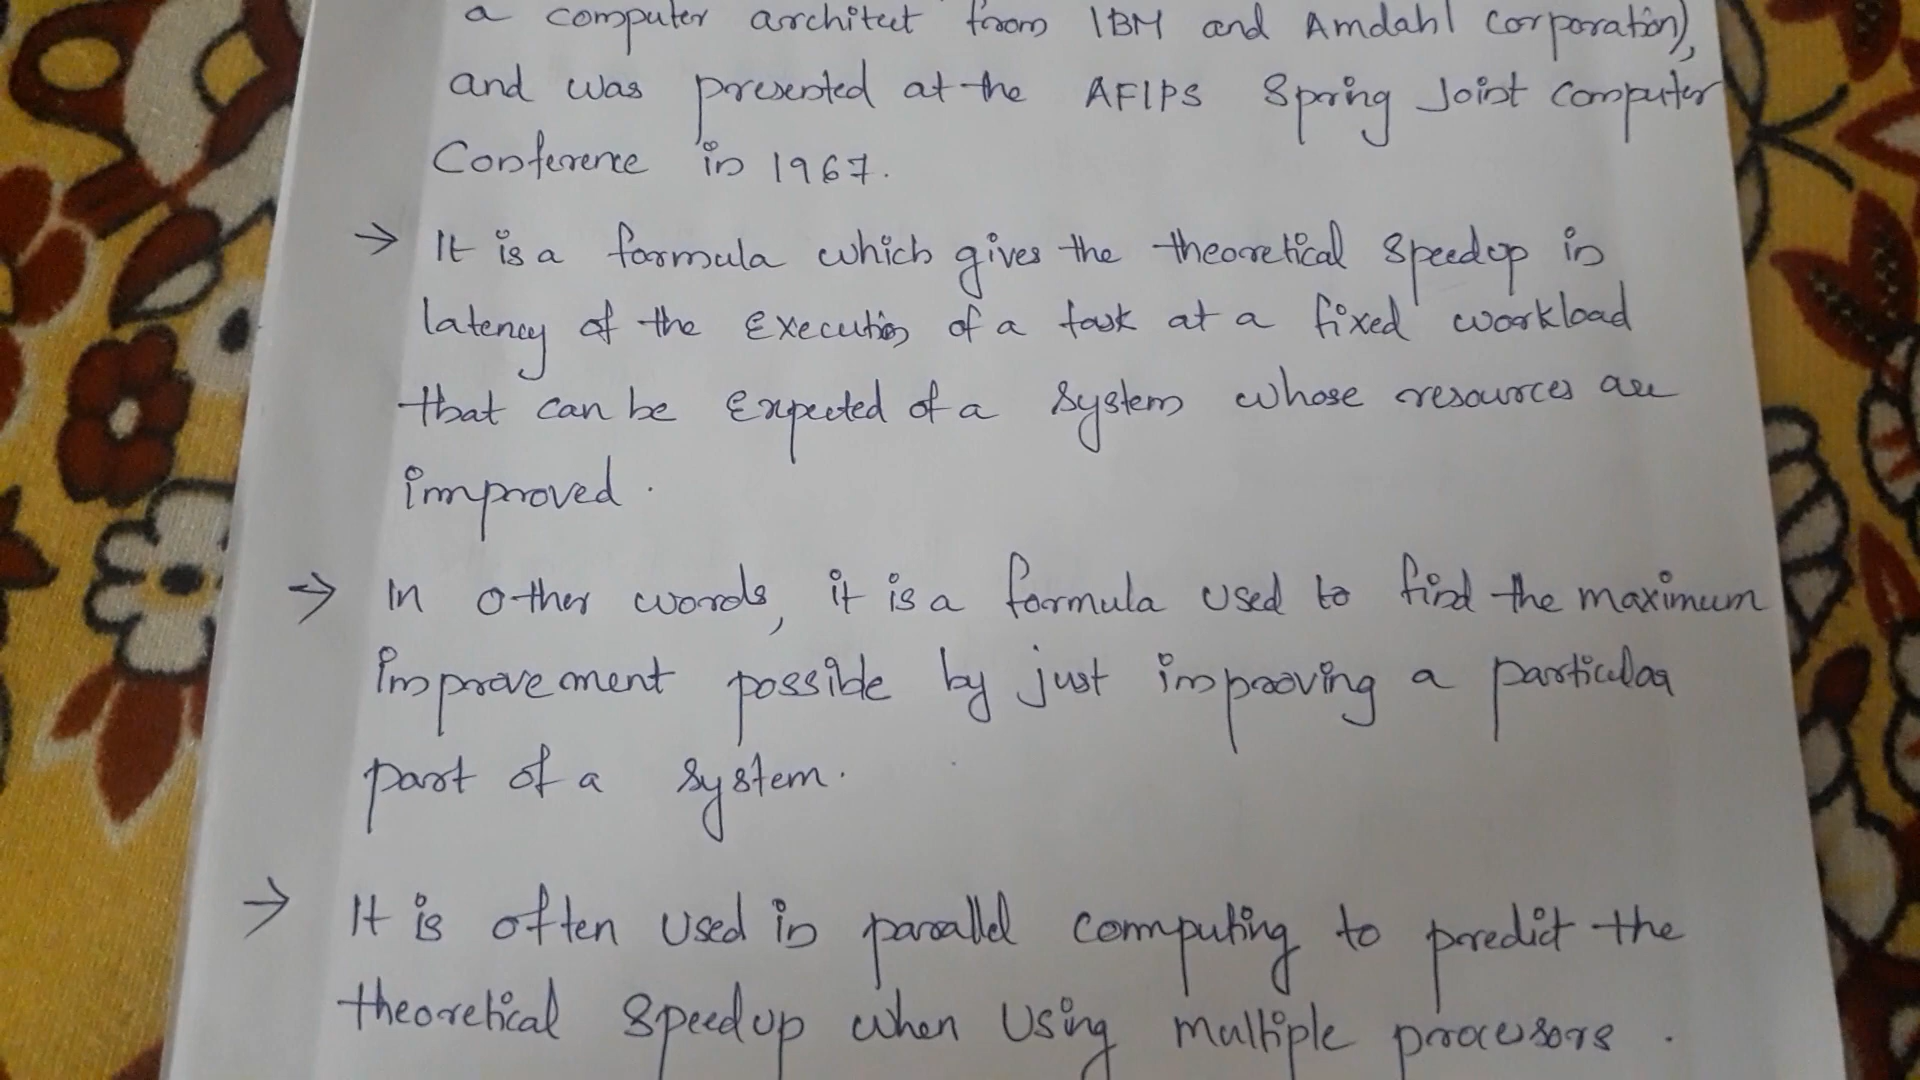 a computer architect from IBM and Amdahl corporation),
and was presented at the AFIPS Spring Joint Computer
Conference in 1967.
→ It is a formula which gives the theoretical speedup in
latency of the execution of a task at a fixed workload
that can be expected of a system whose resources are
improved.
→ In other words, it is a formula used to find the maximum
improvement possible by just improving a particular
part of a system.
→ It is often used in parallel computing to predict the
theoretical speedup when using multiple processors.